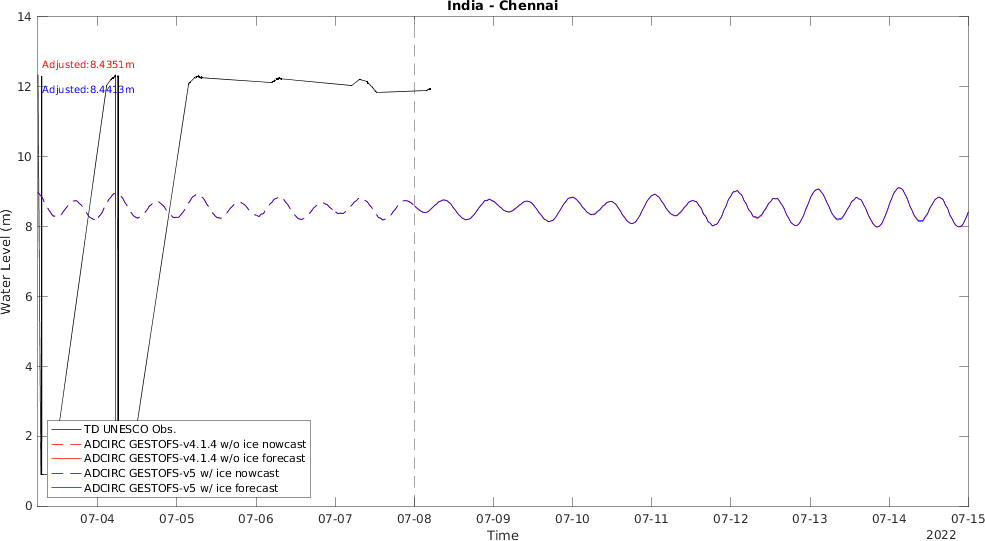 India - Chennai
14
12
10
8
6
4
2
0
Water Level (m)
Adjusted:8.4351m
Adjusted:8.4413m
TD UNESCO Obs.
ADCIRC GESTOFS-v4.1.4 w/o ice nowcast
ADCIRC GESTOFS-v4.1.4 w/o ice forecast
ADCIRC GESTOFS-v5 w/ ice nowcast
ADCIRC GESTOFS-v5 w/ ice forecast
07-04 07-05 07-06 07-07 07-08 07-09 07-10 07-11 07-12 07-13 07-14 07-15
Time
2022